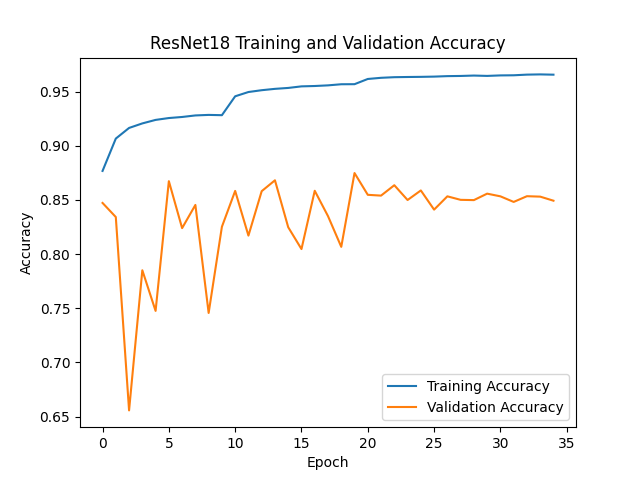 ResNet18 Training and Validation Accuracy
0.95
0.90
0.85
0.80
0.75
0.70
0.65
Accuracy
Training Accuracy
Validation Accuracy
0 5 10 15 20 25 30 35
Epoch